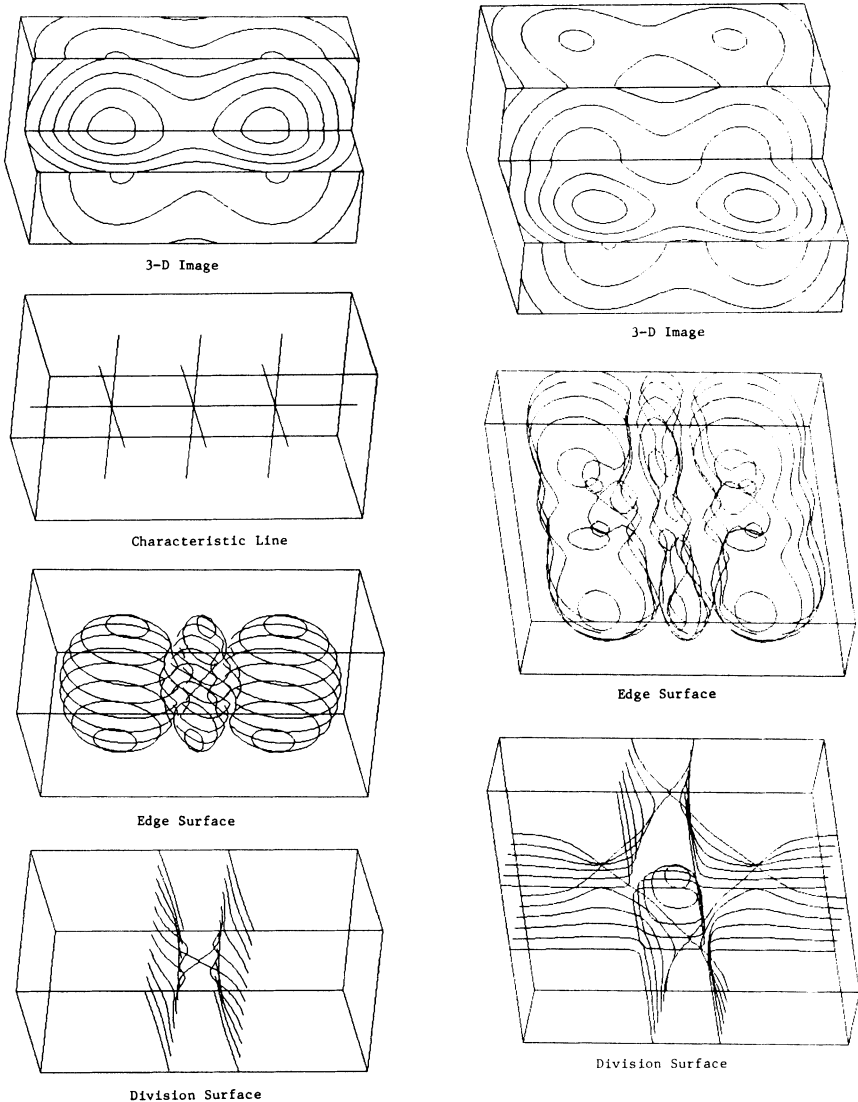 3-D Image
Characteristic Line
Edge Surface
Division Surface
3-D Image
Edge Surface
Division Surface